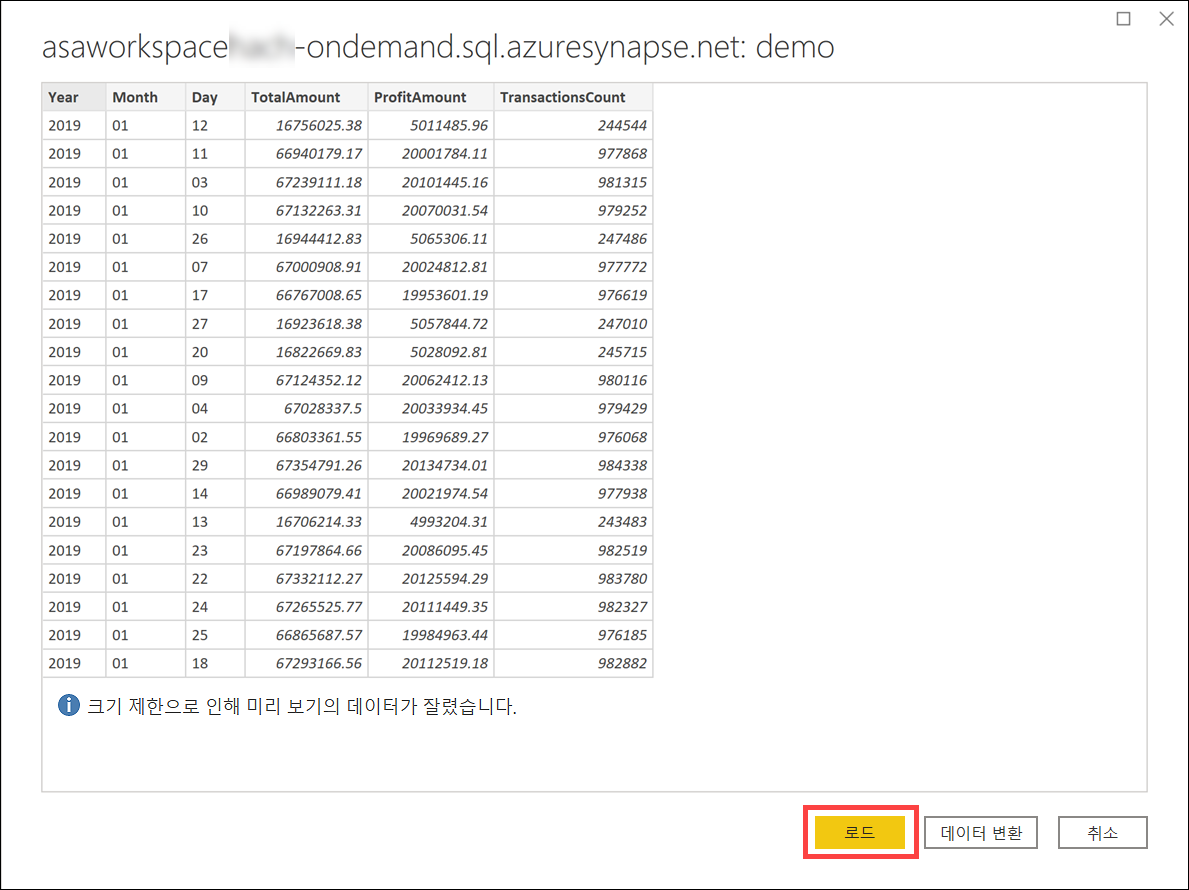 asaworkspace -ondemand.sql.azuresynapse.net: demo
Year Month Day TotalAmount ProfitAmount TransactionsCount
2019 01 12 16756025.38 5011485.96 244544
2019 01 11 66940179.17 20001784.11 977868
2019 01 03 67239111.18 20101445.16 981315
2019 01 10 67132263.31 20070031.54 979252
2019 01 26 16944412.83 5065306.11 247486
2019 01 07 67000908.91 20024812.81 977772
2019 01 17 66767008.65 19953601.19 976619
2019 01 27 16923618.38 5057844.72 247010
2019 01 20 16822669.83 5028092.81 245715
2019 01 09 67124352.12 20062412.13 980116
2019 01 04 67028337.5 20033934.45 979429
2019 01 02 66803361.55 19969689.27 976068
2019 01 29 67354791.26 20134734.01 984338
2019 01 14 66989079.41 20021974.54 977938
2019 01 13 16706214.33 4993204.31 243483
2019 01 23 67197864.66 20086095.45 982519
2019 01 22 67332112.27 20125594.29 983780
2019 01 24 67265525.77 20111449.35 982327
2019 01 25 66865687.57 19984963.44 976185
2019 01 18 67293166.56 20112519.18 982882
크기 제한으로 인해 미리 보기의 데이터가 잘렸습니다.
로드 데이터 변환 취소